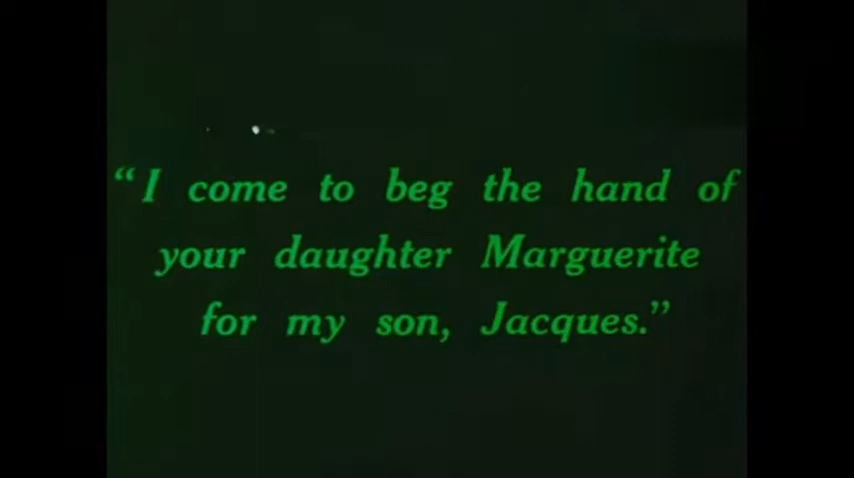 “I come to beg the hand of
your daughter Marguerite
for my son, Jacques.”